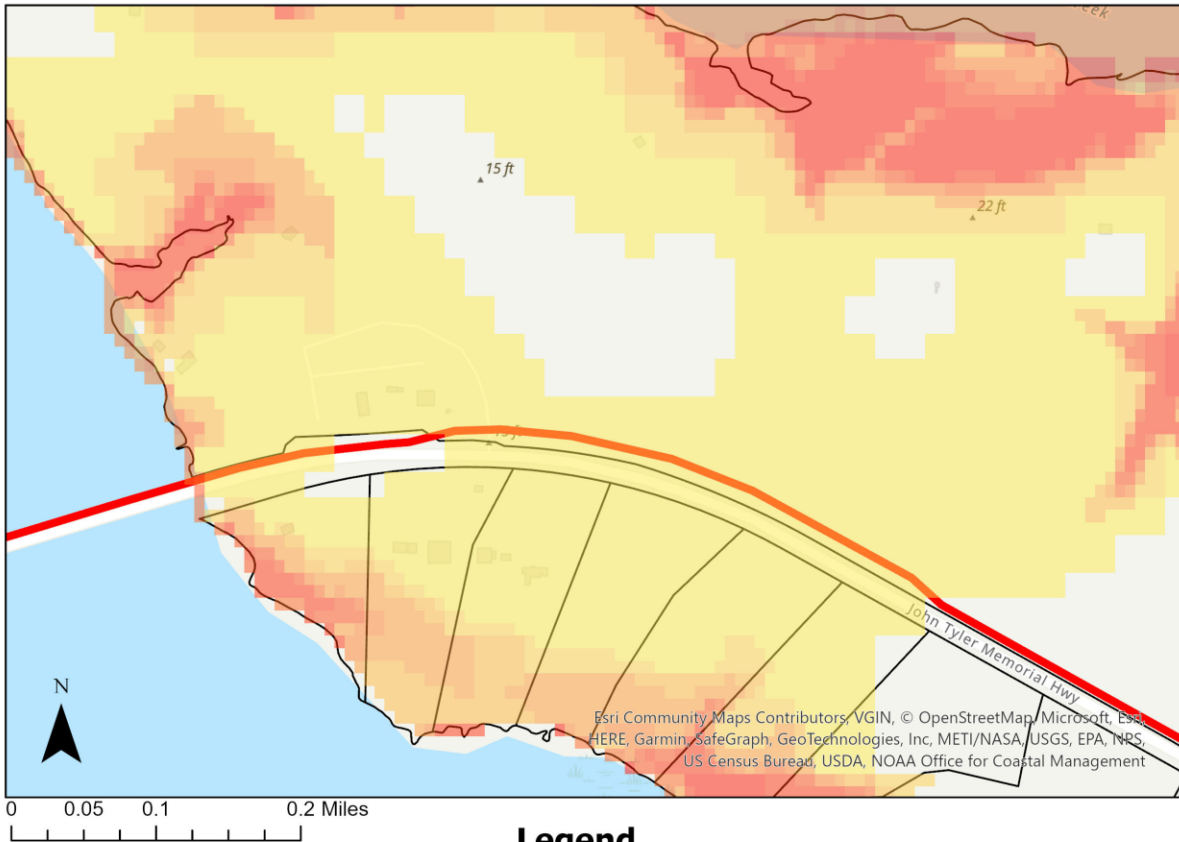 15 ft
22 ft
John Tyler Memorial Hwy
N
Esri Community Maps Contributors, VGIN, © OpenStreetMap, Microsoft, Esri,
HERE, Garmin, SafeGraph, GeoTechnologies, Inc, METI/NASA, USGS, EPA, NPS,
US Census Bureau, USDA, NOAA Office for Coastal Management
0 0.05 0.1 0.2 Miles
Legend